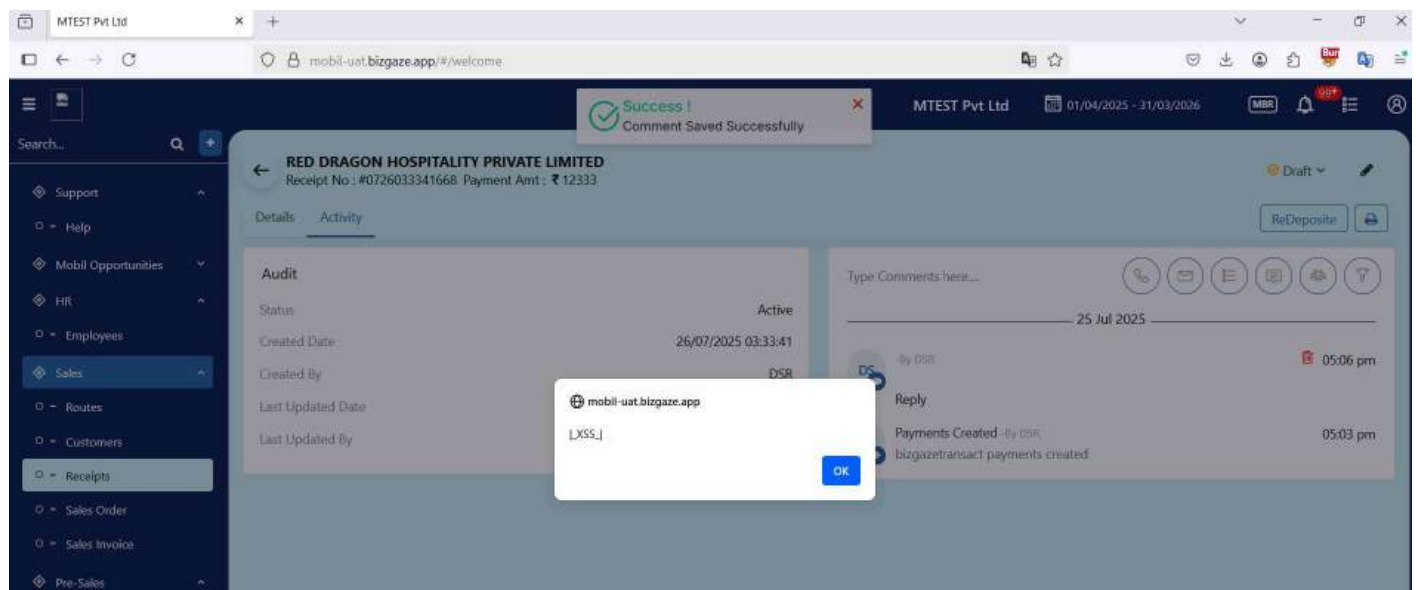 MTEST Pvt Ltd
mobil-uat.bizgaze.app/#/welcome
Success !
Comment Saved Successfully
MTEST Pvt Ltd
01/04/2025 - 31/03/2026
MBR
99+
Search...
RED DRAGON HOSPITALITY PRIVATE LIMITED
Receipt No : #0726033341668 Payment Amt : ₹ 12333
Draft
Details Activity
ReDeposite
Support
Help
Mobil Opportunities
HR
Employees
Sales
Routes
Customers
Receipts
Sales Order
Sales Invoice
Pre-Sales
Audit
Status Active
Created Date 26/07/2025 03:33:41
Created By DSR
Last Updated Date
Last Updated By
Type Comments here....
25 Jul 2025
DS
-By DSR 05:06 pm
Reply
Payments Created -By DSR 05:03 pm
bizgazetransact payments created
mobil-uat.bizgaze.app
|_XSS_|
OK